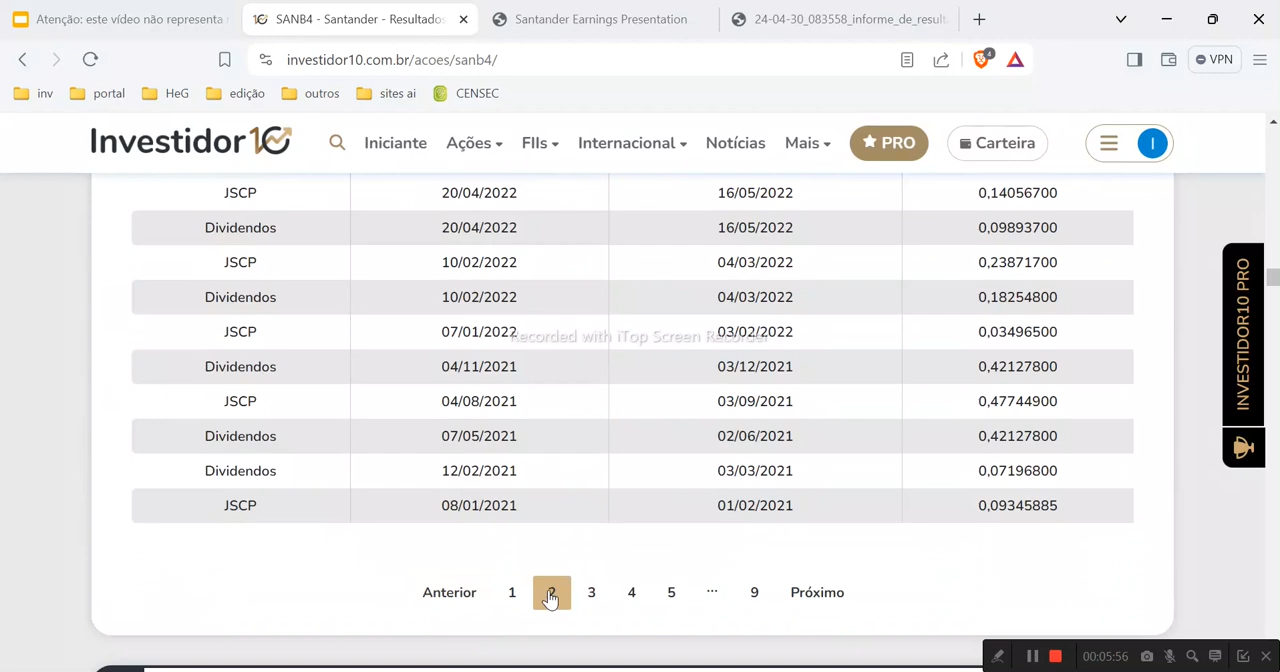 Atenção: este vídeo não representa
SANB4 - Santander - Resultados
Santander Earnings Presentation
24-04-30_083558_informe_de_result
investidor10.com.br/acoes/sanb4/
4
VPN
inv
portal
HeG
edição
outros
sites ai
CENSEC
Investidor10
Iniciante
Ações
FIIs
Internacional
Notícias
Mais
PRO
Carteira
I
JSCP 20/04/2022 16/05/2022 0,14056700
Dividendos 20/04/2022 16/05/2022 0,09893700
JSCP 10/02/2022 04/03/2022 0,23871700
Dividendos 10/02/2022 04/03/2022 0,18254800
JSCP 07/01/2022 03/02/2022 0,03496500
Recorded with iTop Screen Recorder
Dividendos 04/11/2021 03/12/2021 0,42127800
JSCP 04/08/2021 03/09/2021 0,47744900
Dividendos 07/05/2021 02/06/2021 0,42127800
Dividendos 12/02/2021 03/03/2021 0,07196800
JSCP 08/01/2021 01/02/2021 0,09345885
INVESTIDOR10 PRO
Anterior 1 2 3 4 5 ... 9 Próximo
00:05:56